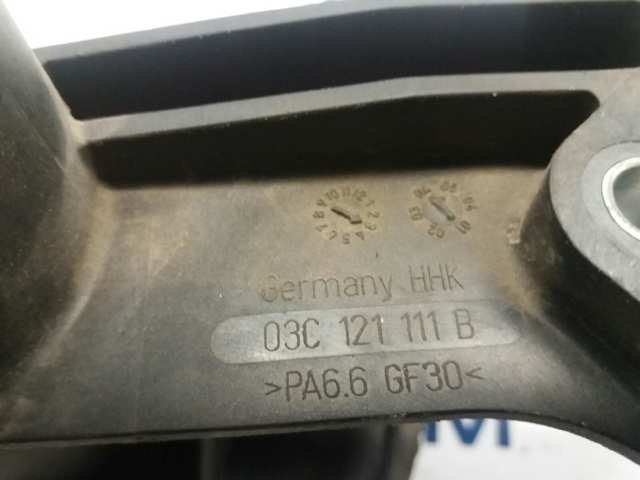 Germany HHK
03C 121 111 B
>PA6.6 GF30<
M